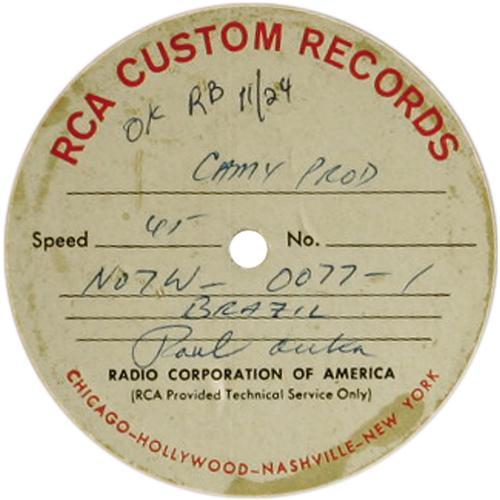 RCA CUSTOM RECORDS
OK RB 11/24
CAMY PROD
Speed 45 No.
N07W- 0077-1
BRAZIL
Paul Anka
RADIO CORPORATION OF AMERICA
(RCA Provided Technical Service Only)
CHICAGO-HOLLYWOOD-NASHVILLE-NEW YORK